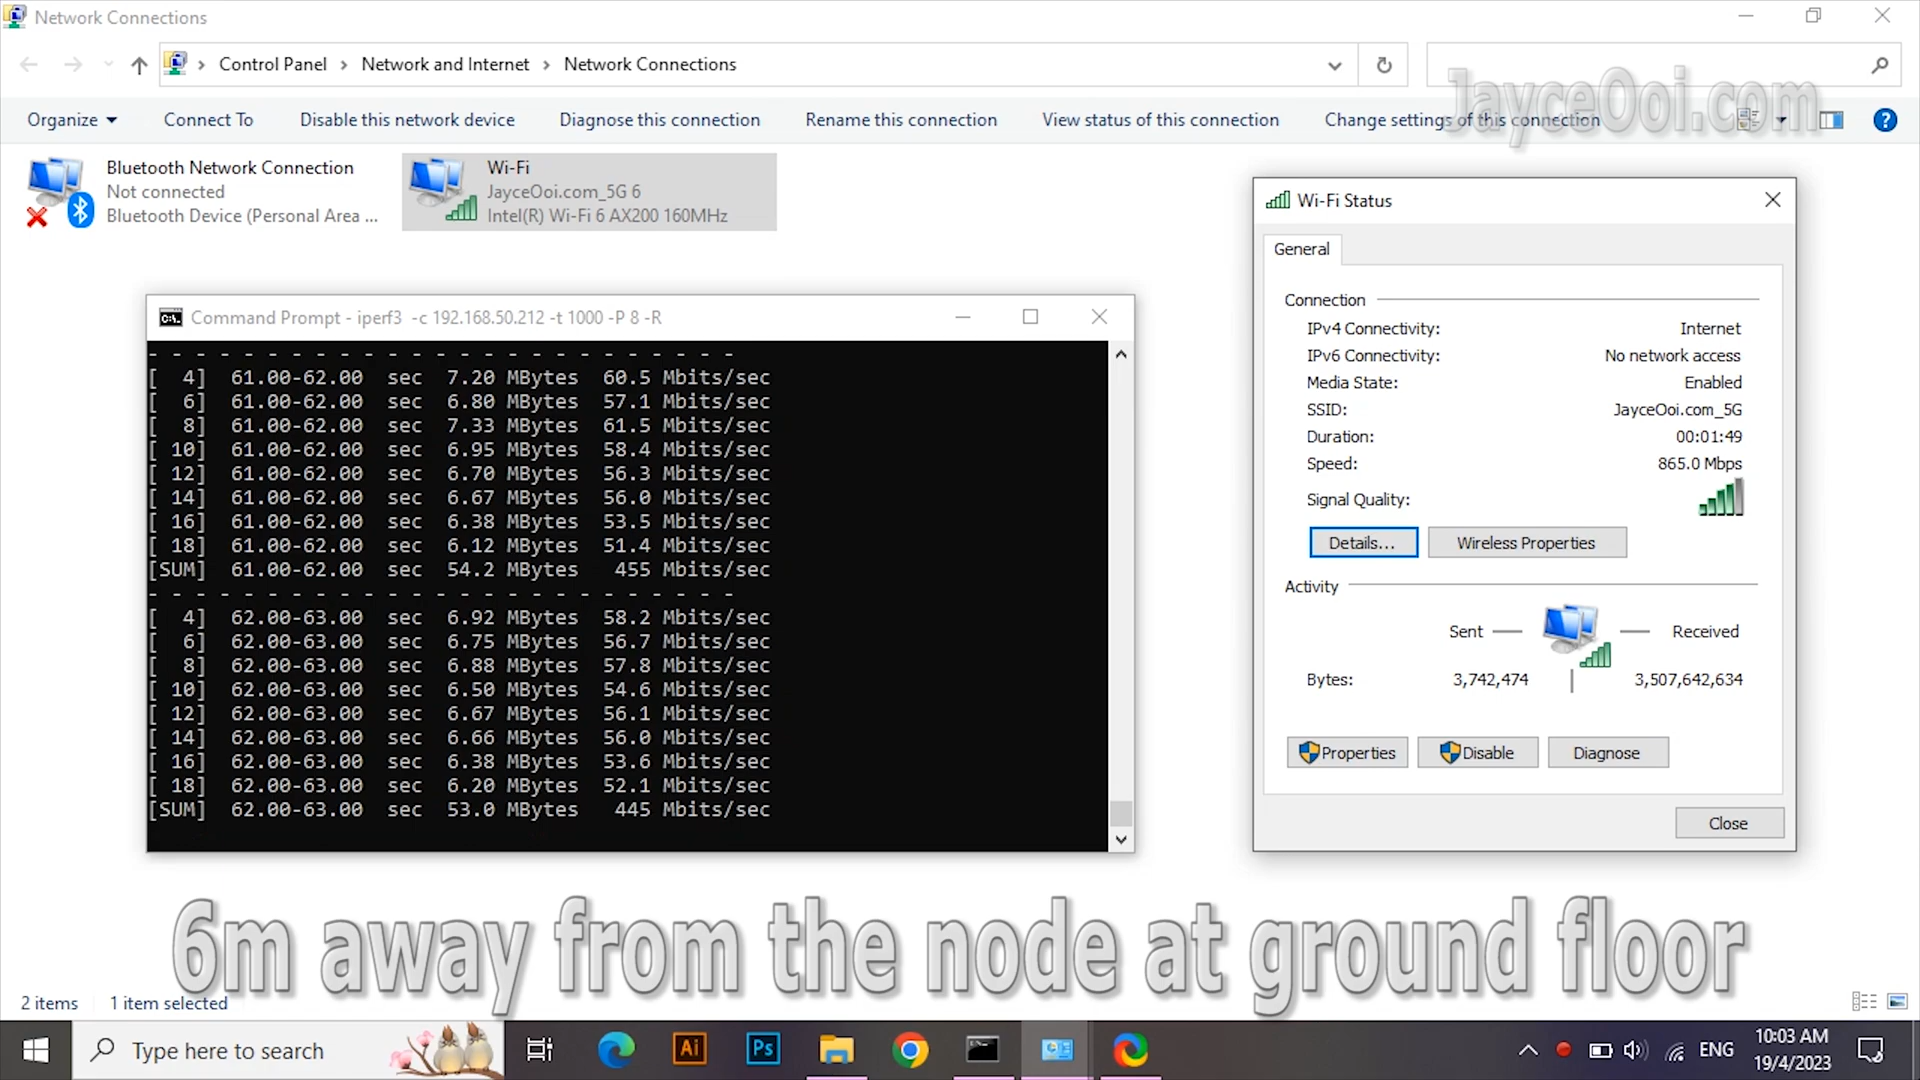 Network Connections
Control Panel > Network and Internet > Network Connections
JayceOoi.com
Organize Connect To Disable this network device Diagnose this connection Rename this connection View status of this connection Change settings of this connection
Bluetooth Network Connection
Not connected
Bluetooth Device (Personal Area ...
Wi-Fi
JayceOoi.com_5G 6
Intel(R) Wi-Fi 6 AX200 160MHz
Command Prompt - iperf3 -c 192.168.50.212 -t 1000 -P 8 -R
- - - - - - - - - - - - - - - - - - - - - - - - -
[  4]  61.00-62.00  sec  7.20 MBytes  60.5 Mbits/sec
[  6]  61.00-62.00  sec  6.80 MBytes  57.1 Mbits/sec
[  8]  61.00-62.00  sec  7.33 MBytes  61.5 Mbits/sec
[ 10]  61.00-62.00  sec  6.95 MBytes  58.4 Mbits/sec
[ 12]  61.00-62.00  sec  6.70 MBytes  56.3 Mbits/sec
[ 14]  61.00-62.00  sec  6.67 MBytes  56.0 Mbits/sec
[ 16]  61.00-62.00  sec  6.38 MBytes  53.5 Mbits/sec
[ 18]  61.00-62.00  sec  6.12 MBytes  51.4 Mbits/sec
[SUM]  61.00-62.00  sec  54.2 MBytes   455 Mbits/sec
- - - - - - - - - - - - - - - - - - - - - - - - -
[  4]  62.00-63.00  sec  6.92 MBytes  58.2 Mbits/sec
[  6]  62.00-63.00  sec  6.75 MBytes  56.7 Mbits/sec
[  8]  62.00-63.00  sec  6.88 MBytes  57.8 Mbits/sec
[ 10]  62.00-63.00  sec  6.50 MBytes  54.6 Mbits/sec
[ 12]  62.00-63.00  sec  6.67 MBytes  56.1 Mbits/sec
[ 14]  62.00-63.00  sec  6.66 MBytes  56.0 Mbits/sec
[ 16]  62.00-63.00  sec  6.38 MBytes  53.6 Mbits/sec
[ 18]  62.00-63.00  sec  6.20 MBytes  52.1 Mbits/sec
[SUM]  62.00-63.00  sec  53.0 MBytes   445 Mbits/sec
Wi-Fi Status
General
Connection
IPv4 Connectivity: Internet
IPv6 Connectivity: No network access
Media State: Enabled
SSID: JayceOoi.com_5G
Duration: 00:01:49
Speed: 865.0 Mbps
Signal Quality:
Details... Wireless Properties
Activity
Sent Received
Bytes: 3,742,474 3,507,642,634
Properties Disable Diagnose
Close
6m away from the node at ground floor
2 items 1 item selected
Type here to search
Ai
Ps
ENG
10:03 AM
19/4/2023